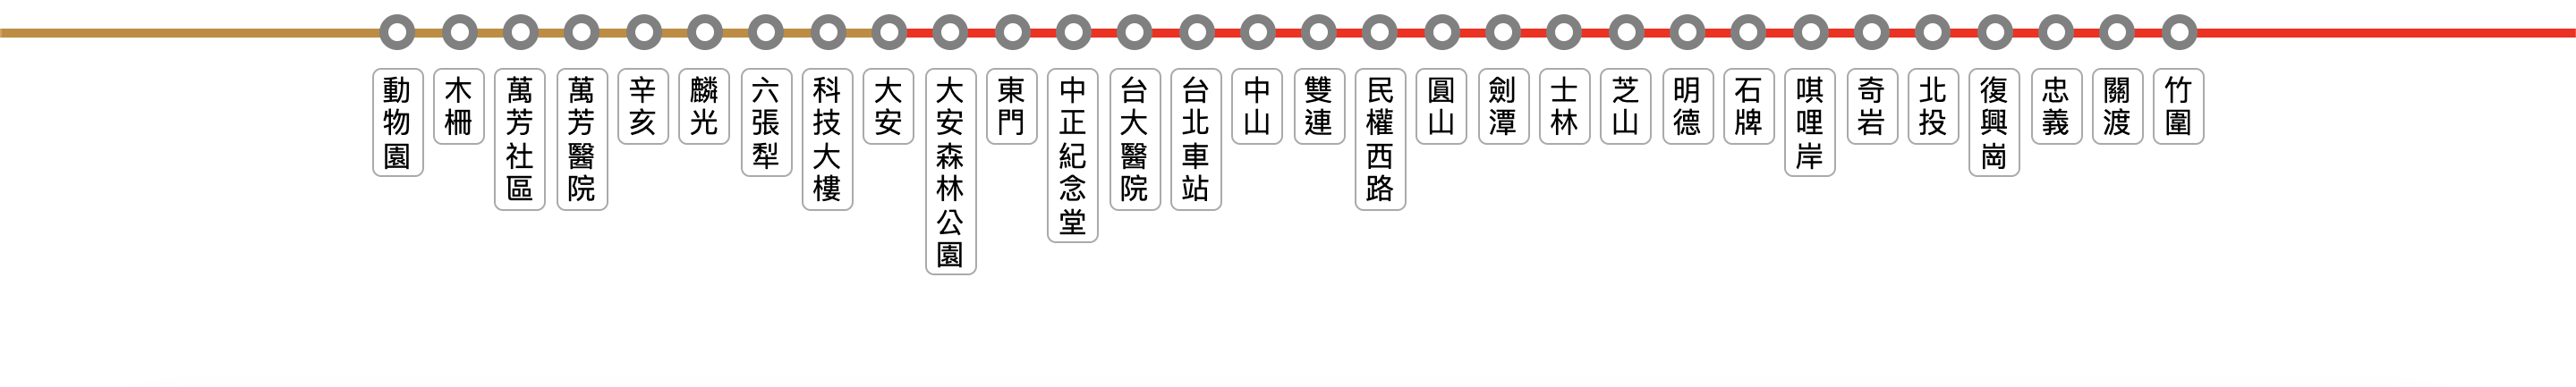 動物園
木柵
萬芳社區
萬芳醫院
辛亥
麟光
六張犁
科技大樓
大安
大安森林公園
東門
中正紀念堂
台大醫院
台北車站
中山
雙連
民權西路
圓山
劍潭
士林
芝山
明德
石牌
唭哩岸
奇岩
北投
復興崗
忠義
關渡
竹圍